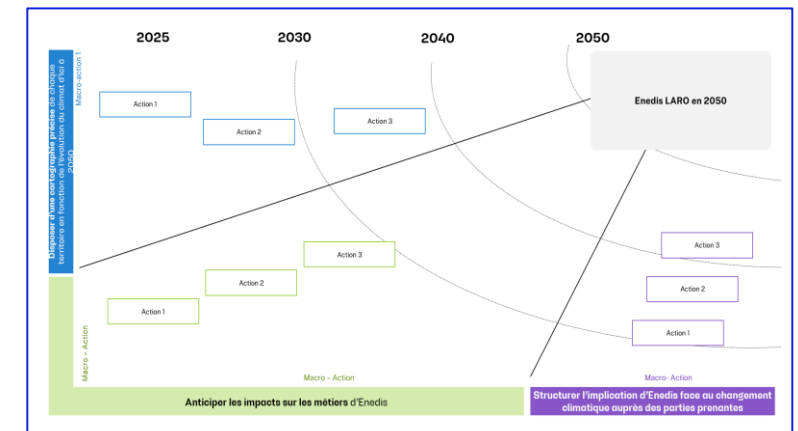 2025
2030
2040
2050
Disposer d'une cartographie précise de chaque
territoire en fonction de l'évolution du climat d'ici à
2050
Macro-action 1
Action 1
Action 2
Action 3
Enedis LARO en 2050
Action 1
Action 2
Action 3
Action 3
Action 2
Action 1
Macro – Action
Macro – Action
Macro- Action
Anticiper les impacts sur les métiers d'Enedis
Structurer l'implication d'Enedis face au changement
climatique auprès des parties prenantes